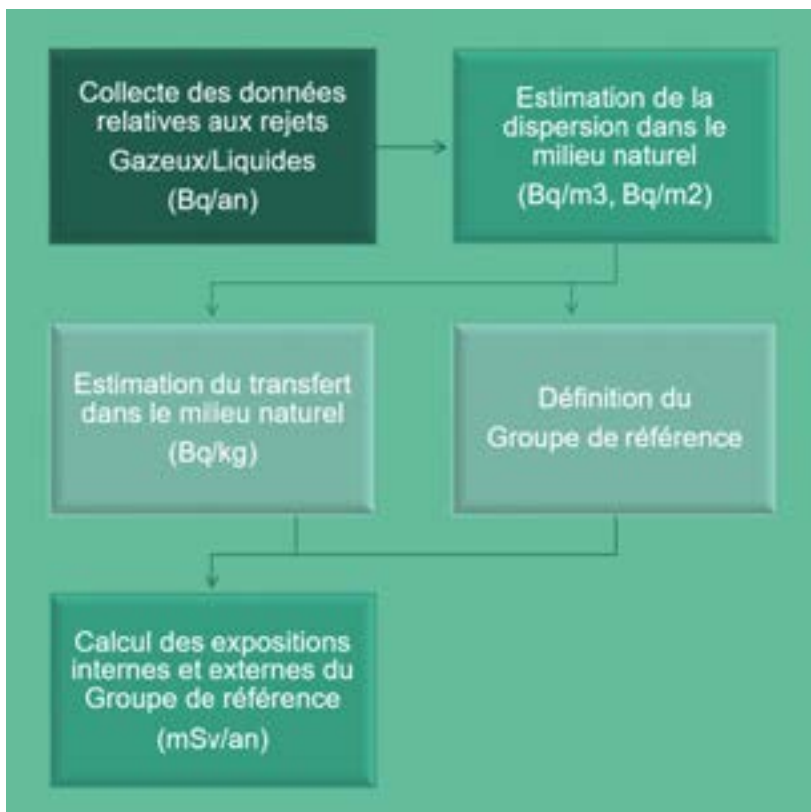 Collecte des données
relatives aux rejets
Gazeux/Liquides
(Bq/an)
Estimation de la
dispersion dans le
milieu naturel
(Bq/m3, Bq/m2)
Estimation du transfert
dans le milieu naturel
(Bq/kg)
Définition du
Groupe de référence
Calcul des expositions
internes et externes du
Groupe de référence
(mSv/an)